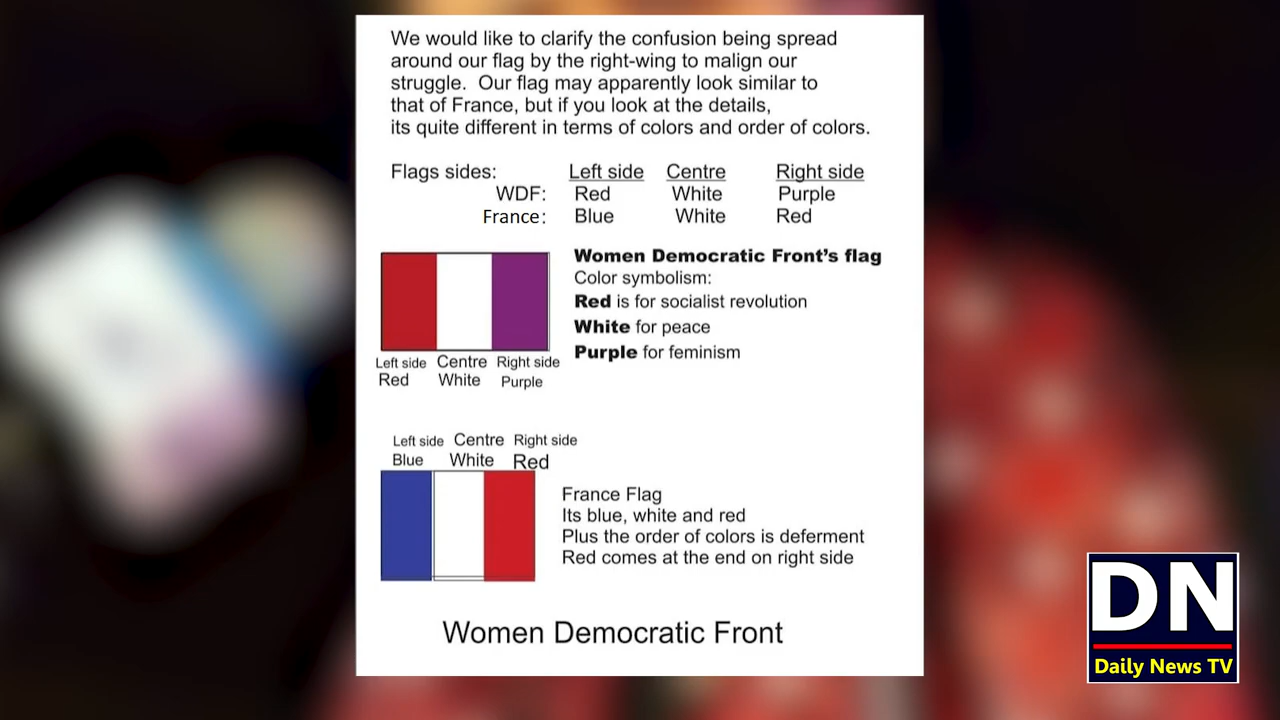 We would like to clarify the confusion being spread
around our flag by the right-wing to malign our
struggle. Our flag may apparently look similar to
that of France, but if you look at the details,
its quite different in terms of colors and order of colors.
Flags sides: Left side Centre Right side
WDF: Red White Purple
France: Blue White Red
Women Democratic Front's flag
Color symbolism:
Red is for socialist revolution
White for peace
Purple for feminism
Left side Centre Right side
Red White Purple
Left side Centre Right side
Blue White Red
France Flag
Its blue, white and red
Plus the order of colors is deferment
Red comes at the end on right side
Women Democratic Front
DN
Daily News TV